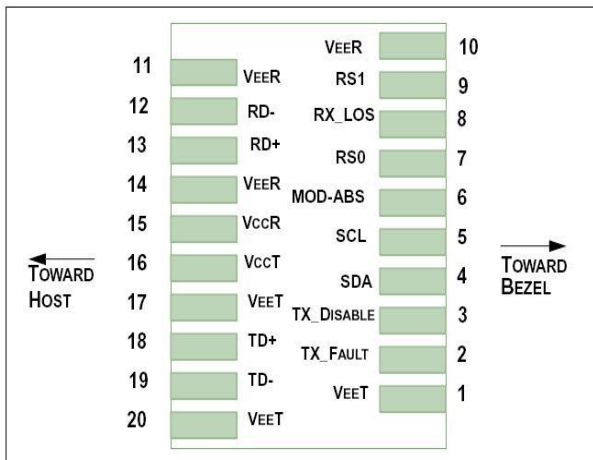 VEER 10
11 VEER
RS1 9
12 RD-
RX_LOS 8
13 RD+
RS0 7
14 VEER
MOD-ABS 6
15 VCCR
SCL 5
16 VCCT
TOWARD
HOST
TOWARD
BEZEL
SDA 4
17 VEET
TX_DISABLE 3
18 TD+
TX_FAULT 2
19 TD-
VEET 1
20 VEET